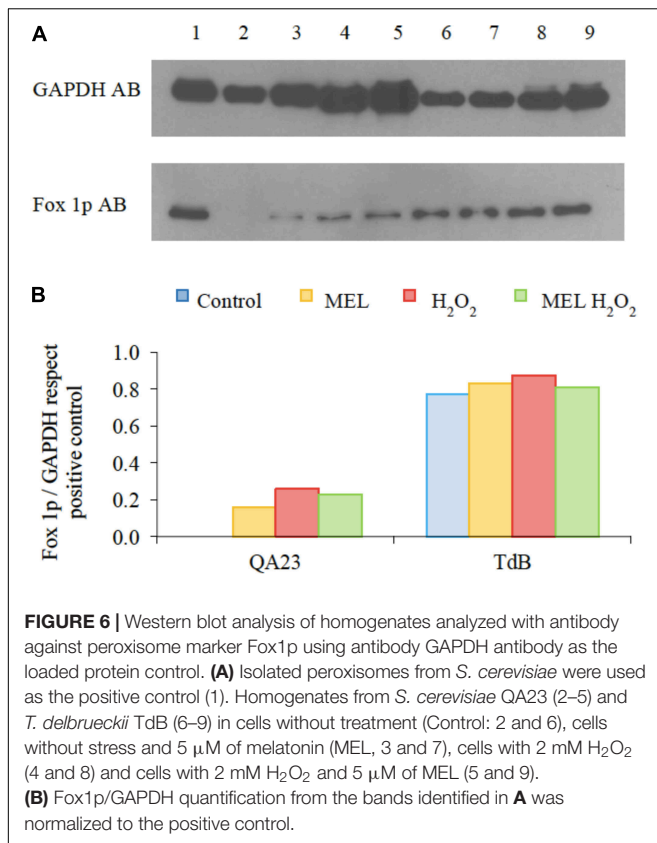 A
1 2 3 4 5 6 7 8 9
GAPDH AB
Fox 1p AB
B
Control MEL H₂O₂ MEL H₂O₂
Fox 1p / GAPDH respect
positive control
1.0
0.8
0.6
0.4
0.2
0.0
QA23 TdB
FIGURE 6 | Western blot analysis of homogenates analyzed with antibody
against peroxisome marker Fox1p using antibody GAPDH antibody as the
loaded protein control. (A) Isolated peroxisomes from S. cerevisiae were used
as the positive control (1). Homogenates from S. cerevisiae QA23 (2–5) and
T. delbrueckii TdB (6–9) in cells without treatment (Control: 2 and 6), cells
without stress and 5 μM of melatonin (MEL, 3 and 7), cells with 2 mM H₂O₂
(4 and 8) and cells with 2 mM H₂O₂ and 5 μM of MEL (5 and 9).
(B) Fox1p/GAPDH quantification from the bands identified in A was
normalized to the positive control.